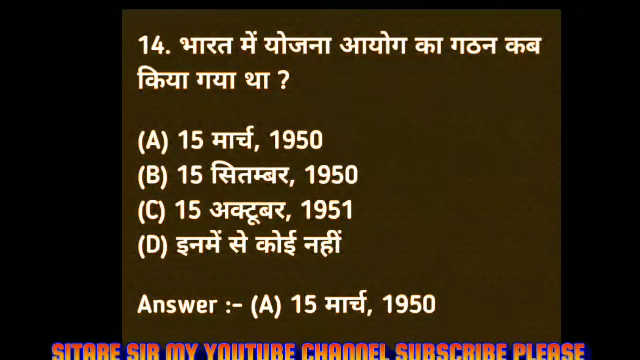 14. भारत में योजना आयोग का गठन कब
किया गया था ?
(A) 15 मार्च, 1950
(B) 15 सितम्बर, 1950
(C) 15 अक्टूबर, 1951
(D) इनमें से कोई नहीं
Answer :- (A) 15 मार्च, 1950
SITARE SIR MY YOUTUBE CHANNEL SUBSCRIBE PLEASE